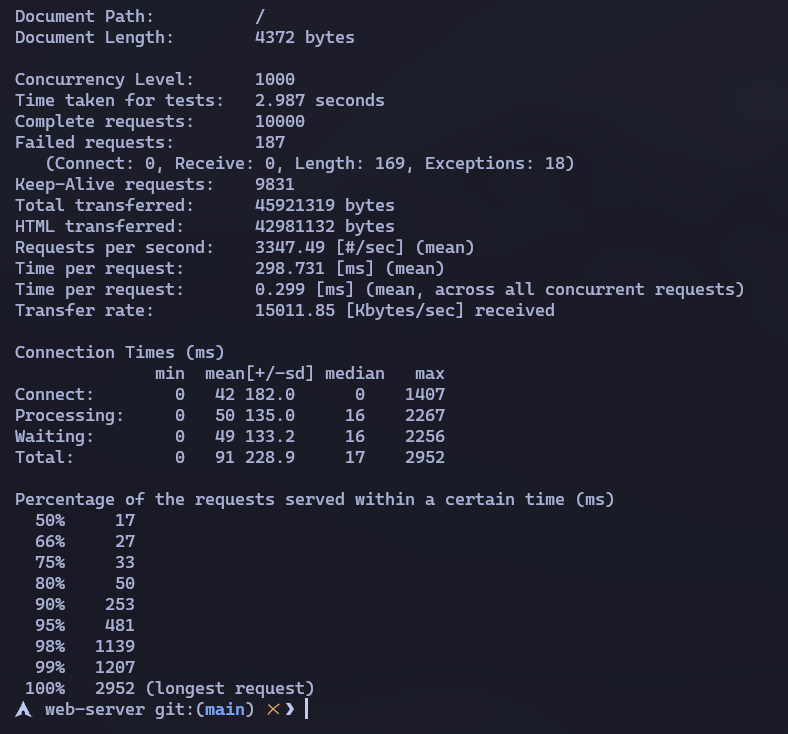 Document Path:          /
Document Length:        4372 bytes

Concurrency Level:      1000
Time taken for tests:   2.987 seconds
Complete requests:      10000
Failed requests:        187
   (Connect: 0, Receive: 0, Length: 169, Exceptions: 18)
Keep-Alive requests:    9831
Total transferred:      45921319 bytes
HTML transferred:       42981132 bytes
Requests per second:    3347.49 [#/sec] (mean)
Time per request:       298.731 [ms] (mean)
Time per request:       0.299 [ms] (mean, across all concurrent requests)
Transfer rate:          15011.85 [Kbytes/sec] received

Connection Times (ms)
              min  mean[+/-sd] median   max
Connect:        0   42 182.0      0    1407
Processing:     0   50 135.0     16    2267
Waiting:        0   49 133.2     16    2256
Total:          0   91 228.9     17    2952

Percentage of the requests served within a certain time (ms)
  50%     17
  66%     27
  75%     33
  80%     50
  90%    253
  95%    481
  98%   1139
  99%   1207
 100%   2952 (longest request)
web-server git:(main) ✕ ❯